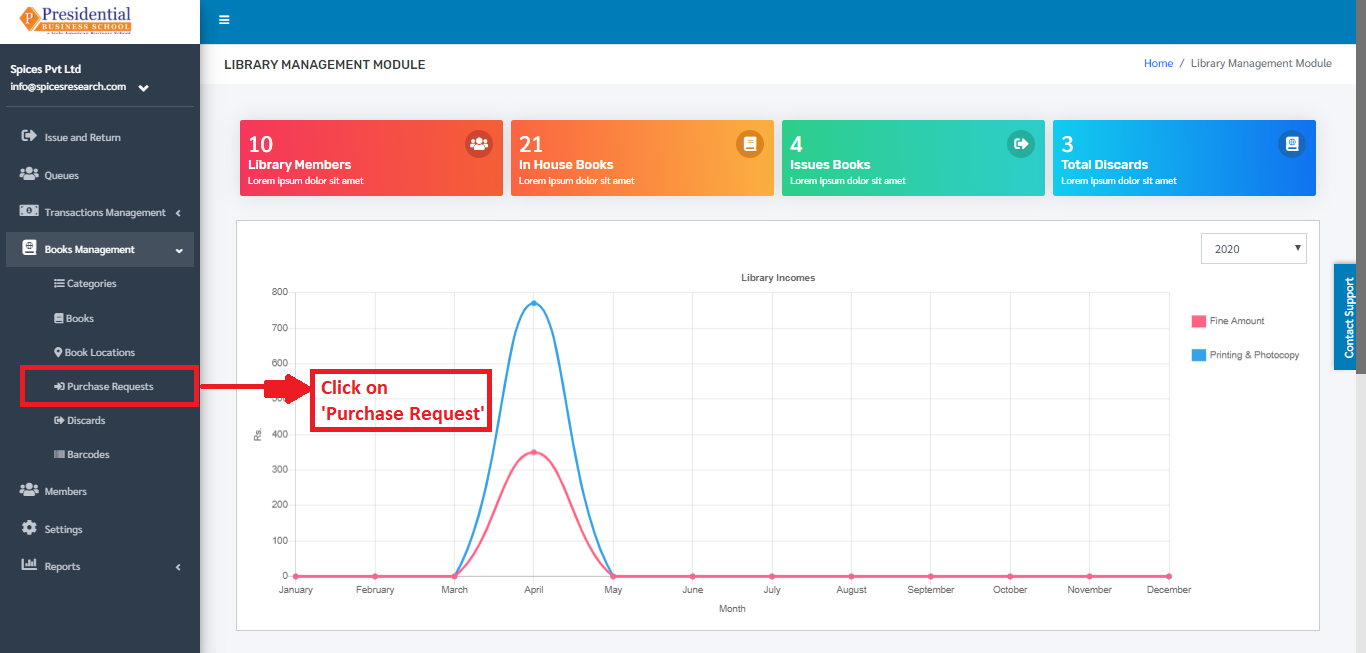 Presidential
BUSINESS SCHOOL
Spices Pvt Ltd
info@spicesresearch.com
Issue and Return
Queues
Transactions Management
Books Management
Categories
Books
Book Locations
Purchase Requests
Discards
Barcodes
Members
Settings
Reports
LIBRARY MANAGEMENT MODULE
Home / Library Management Module
10
Library Members
Lorem ipsum dolor sit amet
21
In House Books
Lorem ipsum dolor sit amet
4
Issues Books
Lorem ipsum dolor sit amet
3
Total Discards
Lorem ipsum dolor sit amet
2020
Library Incomes
Fine Amount
Printing & Photocopy
800
700
600
500
400
300
200
100
0
Rs.
January February March April May June July August September October November December
Month
Click on
'Purchase Request'
Contact Support